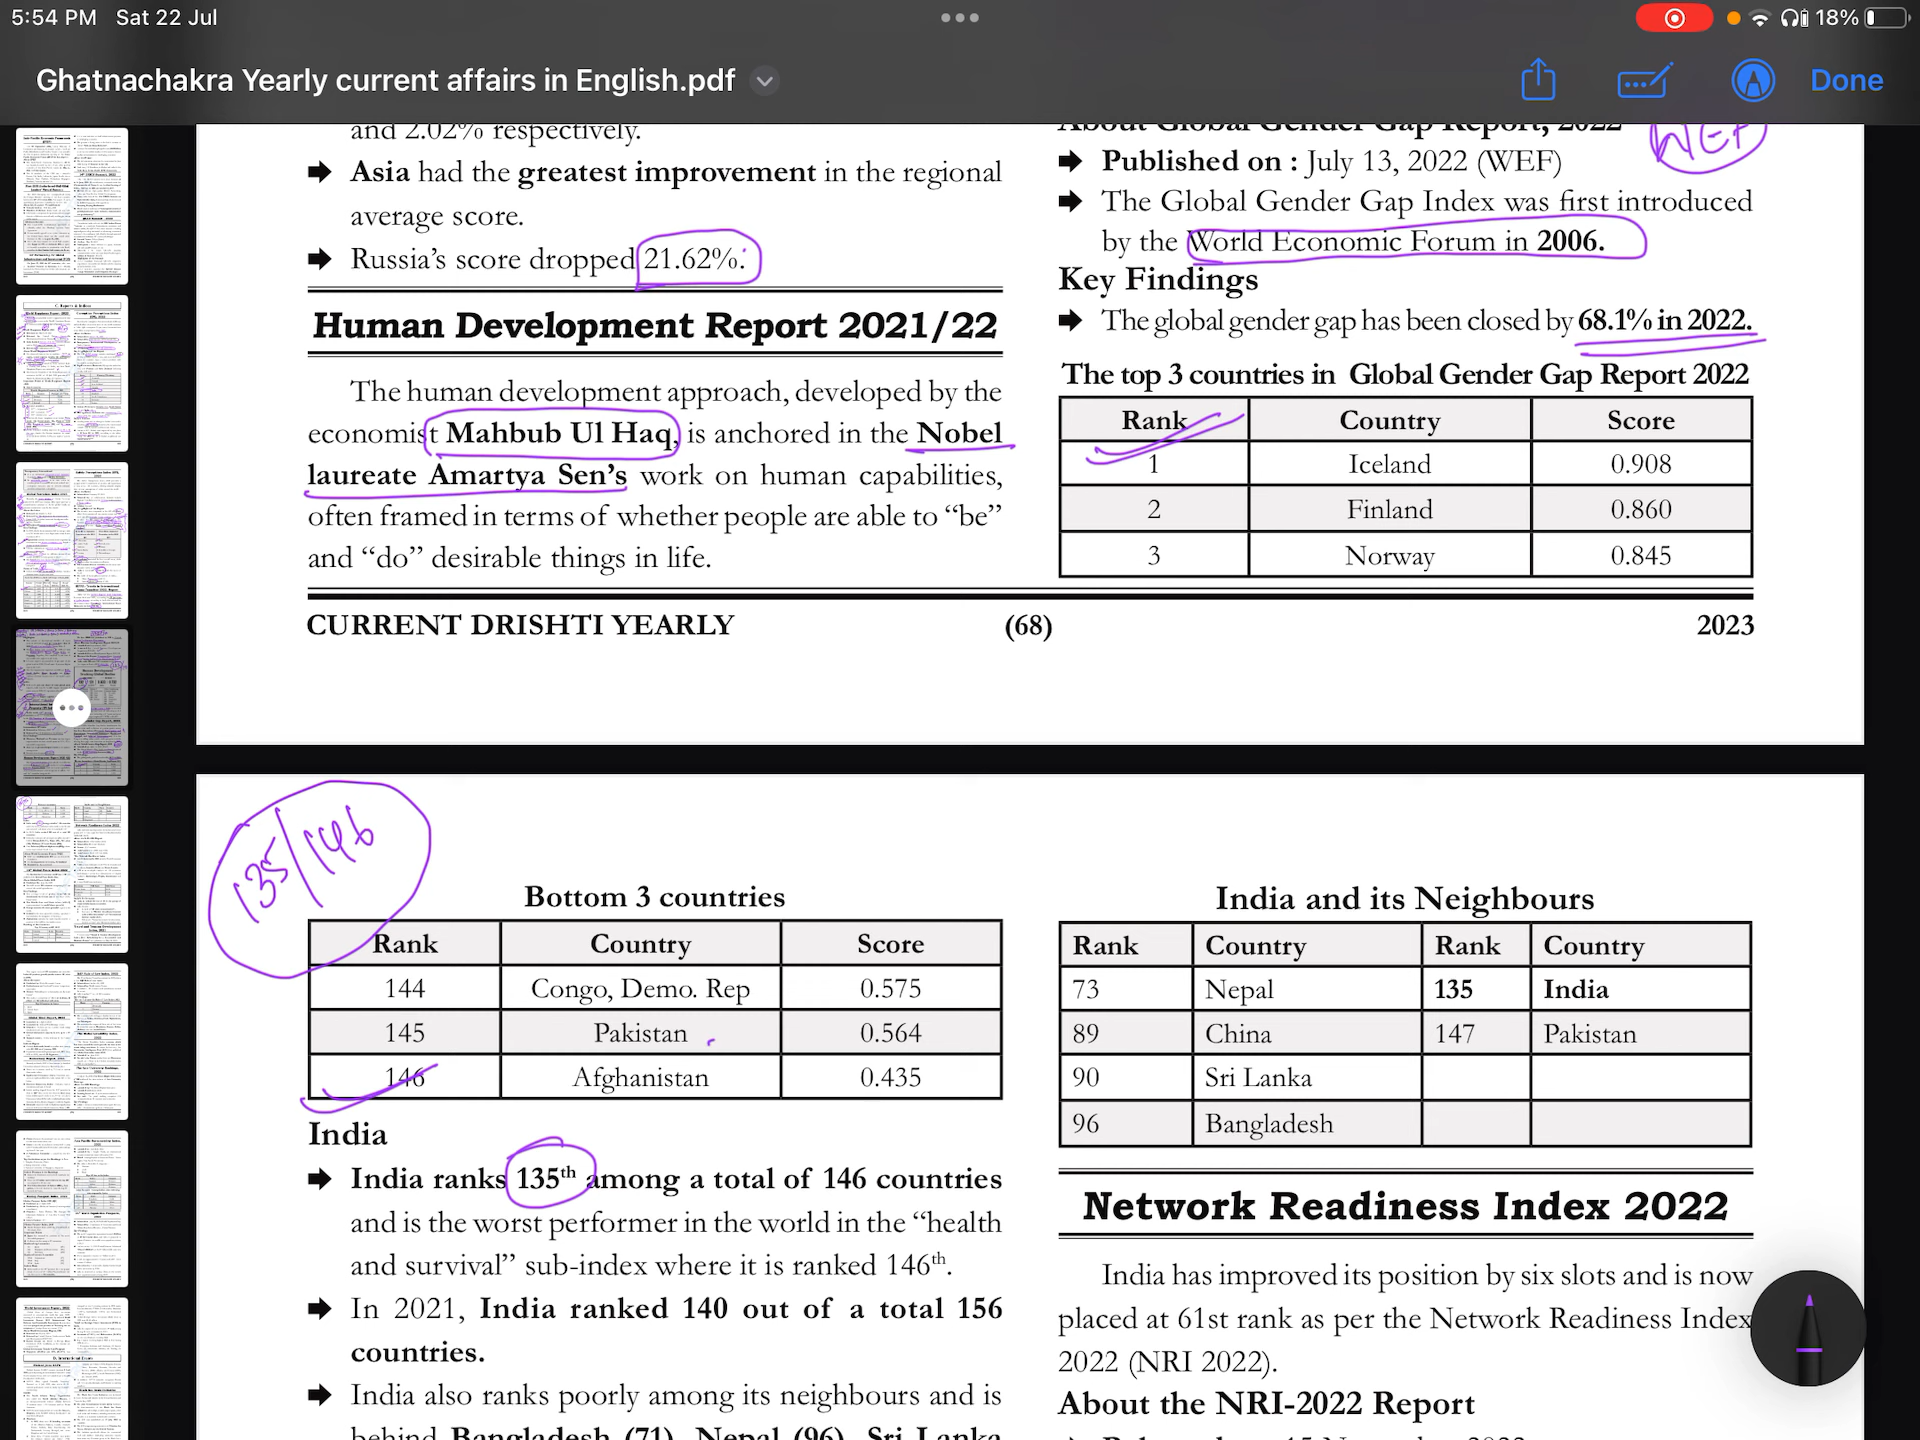 5:54 PM Sat 22 Jul
18%
Ghatnachakra Yearly current affairs in English.pdf
Done
and 2.02% respectively.
➔ Asia had the greatest improvement in the regional
average score.
➔ Russia's score dropped 21.62%.
Human Development Report 2021/22
The human development approach, developed by the
economist Mahbub Ul Haq, is anchored in the Nobel
laureate Amartya Sen's work on human capabilities,
often framed in terms of whether people are able to "be"
and "do" desirable things in life.
About Global Gender Gap Report, 2022
WEF
➔ Published on : July 13, 2022 (WEF)
➔ The Global Gender Gap Index was first introduced
by the World Economic Forum in 2006.
Key Findings
➔ The global gender gap has been closed by 68.1% in 2022.
The top 3 countries in Global Gender Gap Report 2022
Rank Country Score
1 Iceland 0.908
2 Finland 0.860
3 Norway 0.845
CURRENT DRISHTI YEARLY (68) 2023
135/146
Bottom 3 countries
Rank Country Score
144 Congo, Demo. Rep 0.575
145 Pakistan 0.564
146 Afghanistan 0.435
India
➔ India ranks 135th among a total of 146 countries
and is the worst performer in the world in the "health
and survival" sub-index where it is ranked 146th.
➔ In 2021, India ranked 140 out of a total 156
countries.
➔ India also ranks poorly among its neighbours and is
behind Bangladesh (71), Nepal (96), Sri Lanka
India and its Neighbours
Rank Country Rank Country
73 Nepal 135 India
89 China 147 Pakistan
90 Sri Lanka
96 Bangladesh
Network Readiness Index 2022
India has improved its position by six slots and is now
placed at 61st rank as per the Network Readiness Index
2022 (NRI 2022).
About the NRI-2022 Report